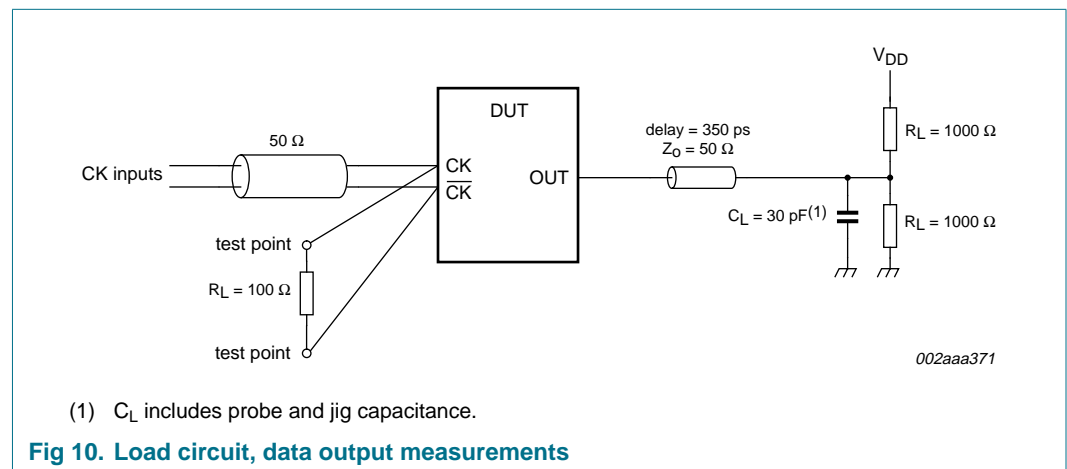 VDD
DUT
50 Ω
delay = 350 ps
Zo = 50 Ω
RL = 1000 Ω
CK inputs
CK
C̅K̅
OUT
CL = 30 pF(1)
RL = 1000 Ω
test point
RL = 100 Ω
test point
002aaa371
(1) CL includes probe and jig capacitance.
Fig 10. Load circuit, data output measurements